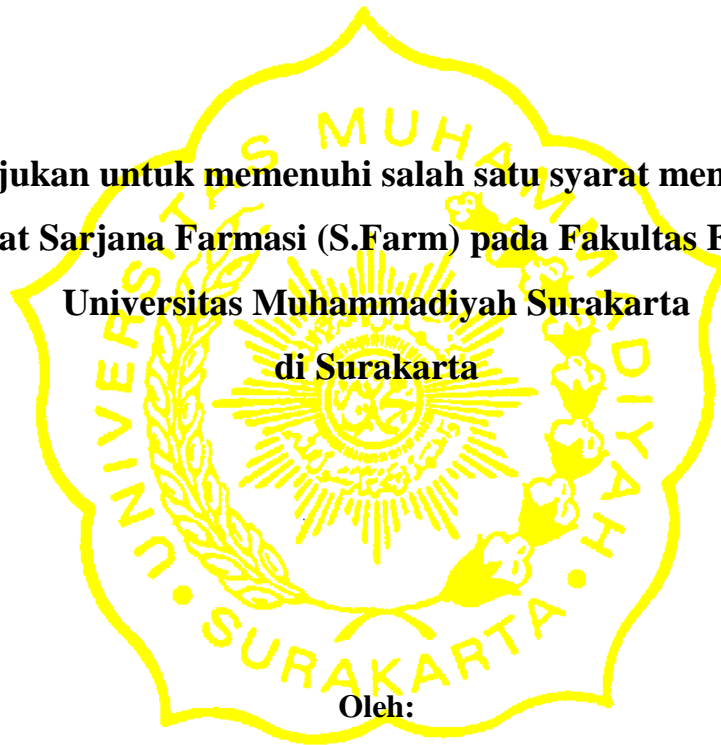 jukan untuk memenuhi salah satu syarat men
at Sarjana Farmasi (S.Farm) pada Fakultas
Universitas Muhammadiyah Surakarta
di Surakarta
Oleh:
UNIVERSITAS MUHAMMADIYAH
SURAKARTA